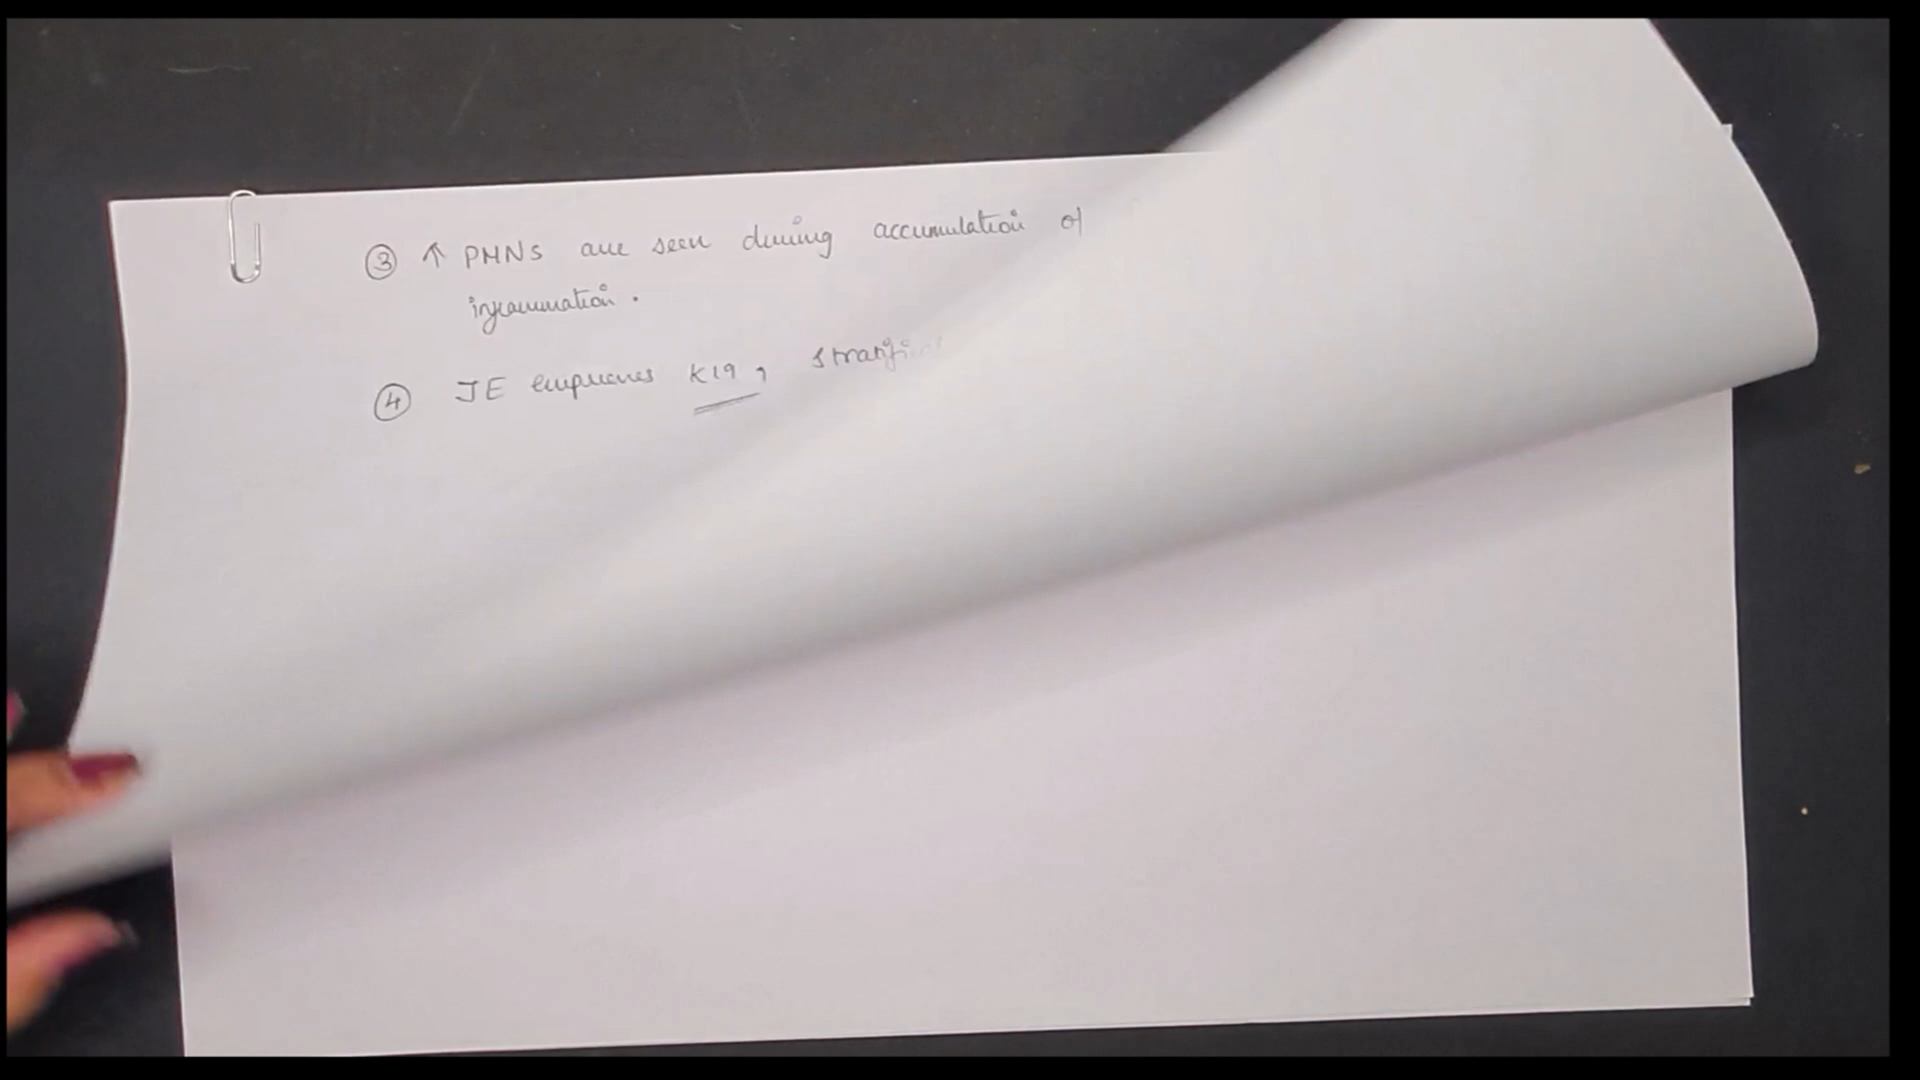 ③ ↑ PMNs are seen during accumulation of
inflammation.
④ JE expresses K19,